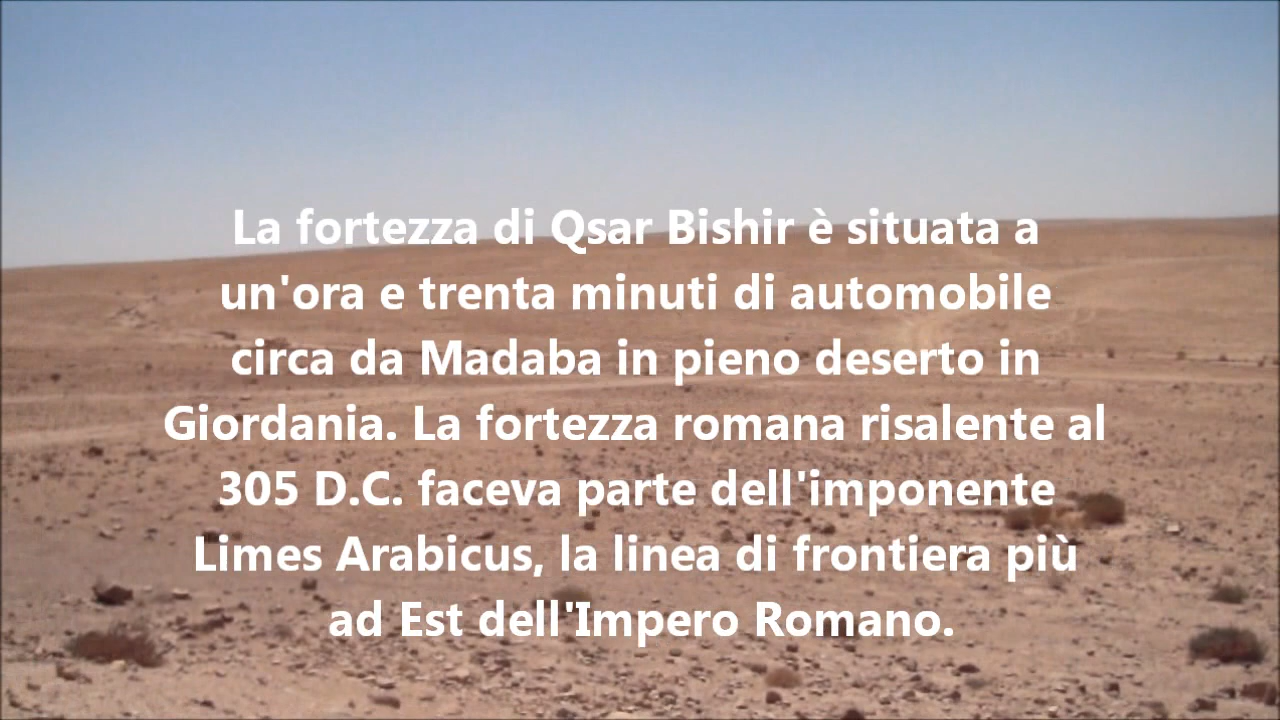 La fortezza di Qsar Bishir è situata a
un'ora e trenta minuti di automobile
circa da Madaba in pieno deserto in
Giordania. La fortezza romana risalente al
305 D.C. faceva parte dell'imponente
Limes Arabicus, la linea di frontiera più
ad Est dell'Impero Romano.